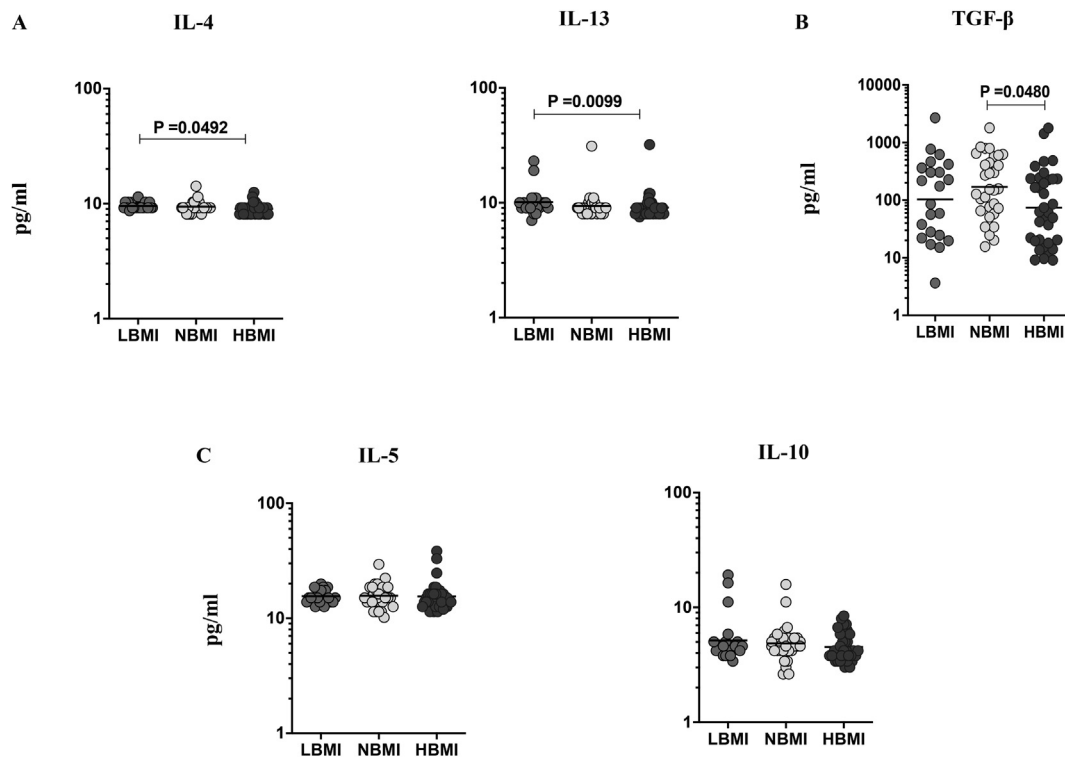 A
IL-4
IL-13
B
TGF-β
pg/ml
100
10
1
P =0.0492
LBMI NBMI HBMI
100
10
1
P =0.0099
LBMI NBMI HBMI
pg/ml
10000
1000
100
10
1
P =0.0480
LBMI NBMI HBMI
C
IL-5
IL-10
pg/ml
100
10
1
LBMI NBMI HBMI
100
10
1
LBMI NBMI HBMI